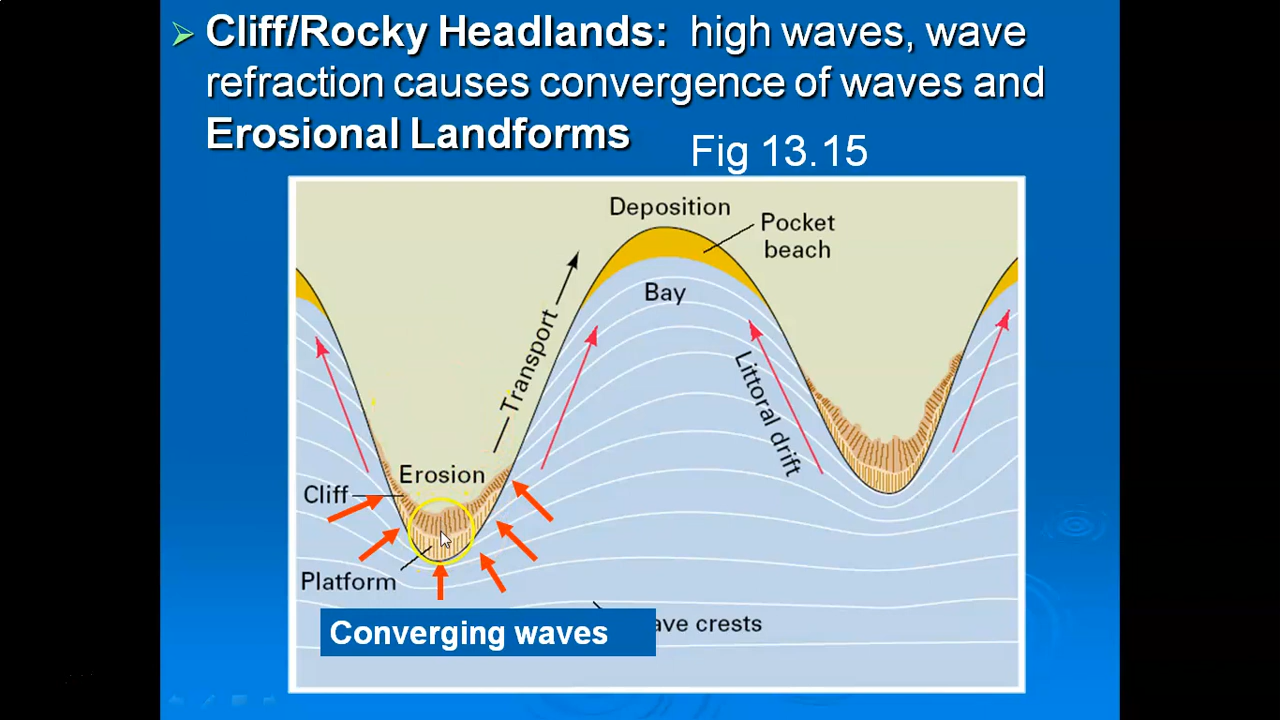 Cliff/Rocky Headlands: high waves, wave
refraction causes convergence of waves and
Erosional Landforms
Fig 13.15
Deposition
Pocket
beach
Bay
Transport
Littoral drift
Erosion
Cliff
Platform
Converging waves
ave crests